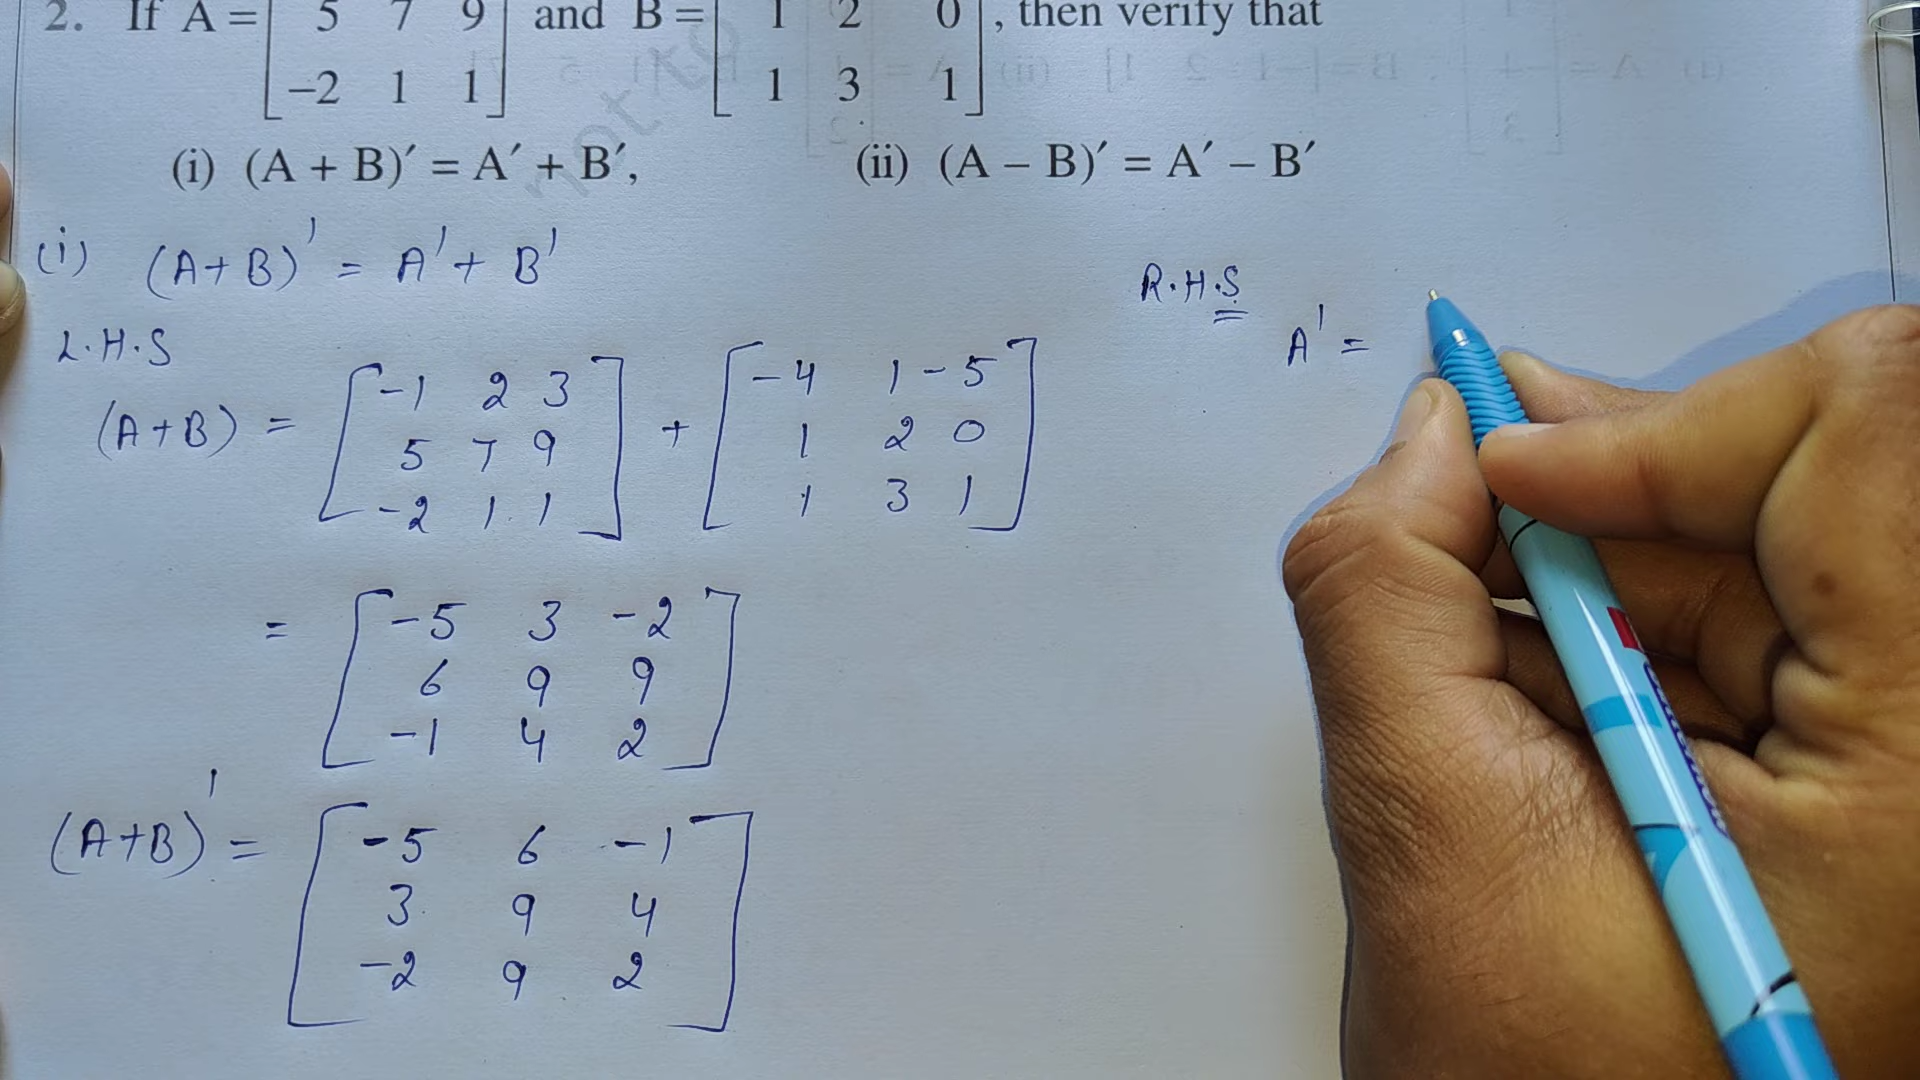 2. If A = [ 5 7 9 ] and B = [ 1 2 0 ], then verify that
−2 1 1 1 3 1
(i) (A + B)′ = A′ + B′, (ii) (A − B)′ = A′ − B′
(i) (A+B)' = A' + B'
R.H.S
L.H.S
A' =
-1 2 3 -4 1 -5
(A+B) = 5 7 9 + 1 2 0
-2 1 1 1 3 1
-5 3 -2
= 6 9 9
-1 4 2
(A+B)' = -5 6 -1
3 9 4
-2 9 2
not to